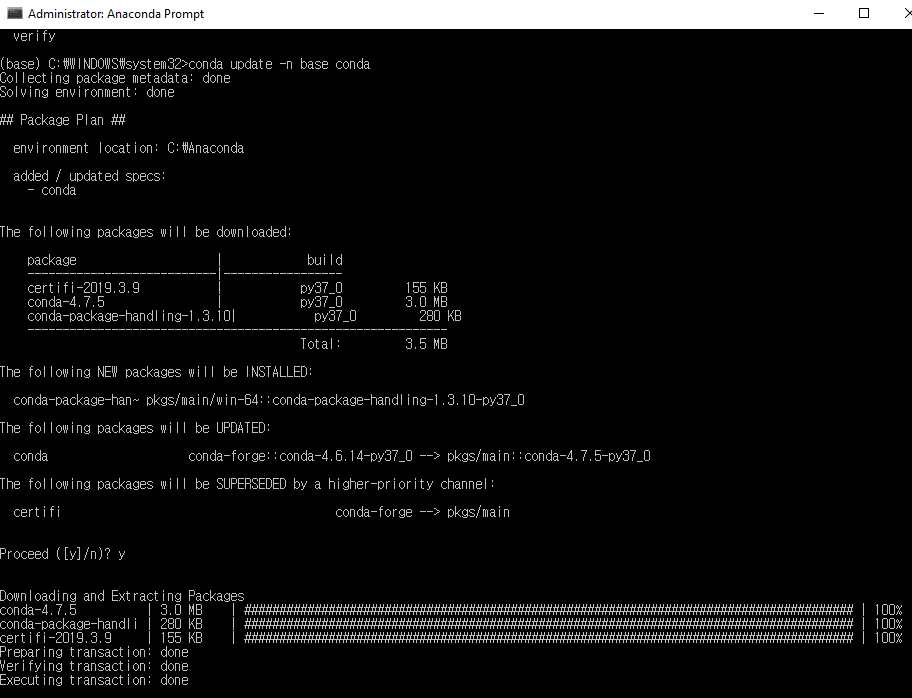 Administrator: Anaconda Prompt
verify
(base) C:₩WINDOWS₩system32>conda update -n base conda
Collecting package metadata: done
Solving environment: done
## Package Plan ##
environment location: C:₩Anaconda
added / updated specs:
- conda
The following packages will be downloaded:
package | build
---------------------------|-----------------
certifi-2019.3.9 | py37_0 155 KB
conda-4.7.5 | py37_0 3.0 MB
conda-package-handling-1.3.10| py37_0 280 KB
------------------------------------------------------------
Total: 3.5 MB
The following NEW packages will be INSTALLED:
conda-package-han~ pkgs/main/win-64::conda-package-handling-1.3.10-py37_0
The following packages will be UPDATED:
conda conda-forge::conda-4.6.14-py37_0 --> pkgs/main::conda-4.7.5-py37_0
The following packages will be SUPERSEDED by a higher-priority channel:
certifi conda-forge --> pkgs/main
Proceed ([y]/n)? y
Downloading and Extracting Packages
conda-4.7.5 | 3.0 MB | ####################################################################################### | 100%
conda-package-handli | 280 KB | ####################################################################################### | 100%
certifi-2019.3.9 | 155 KB | ####################################################################################### | 100%
Preparing transaction: done
Verifying transaction: done
Executing transaction: done